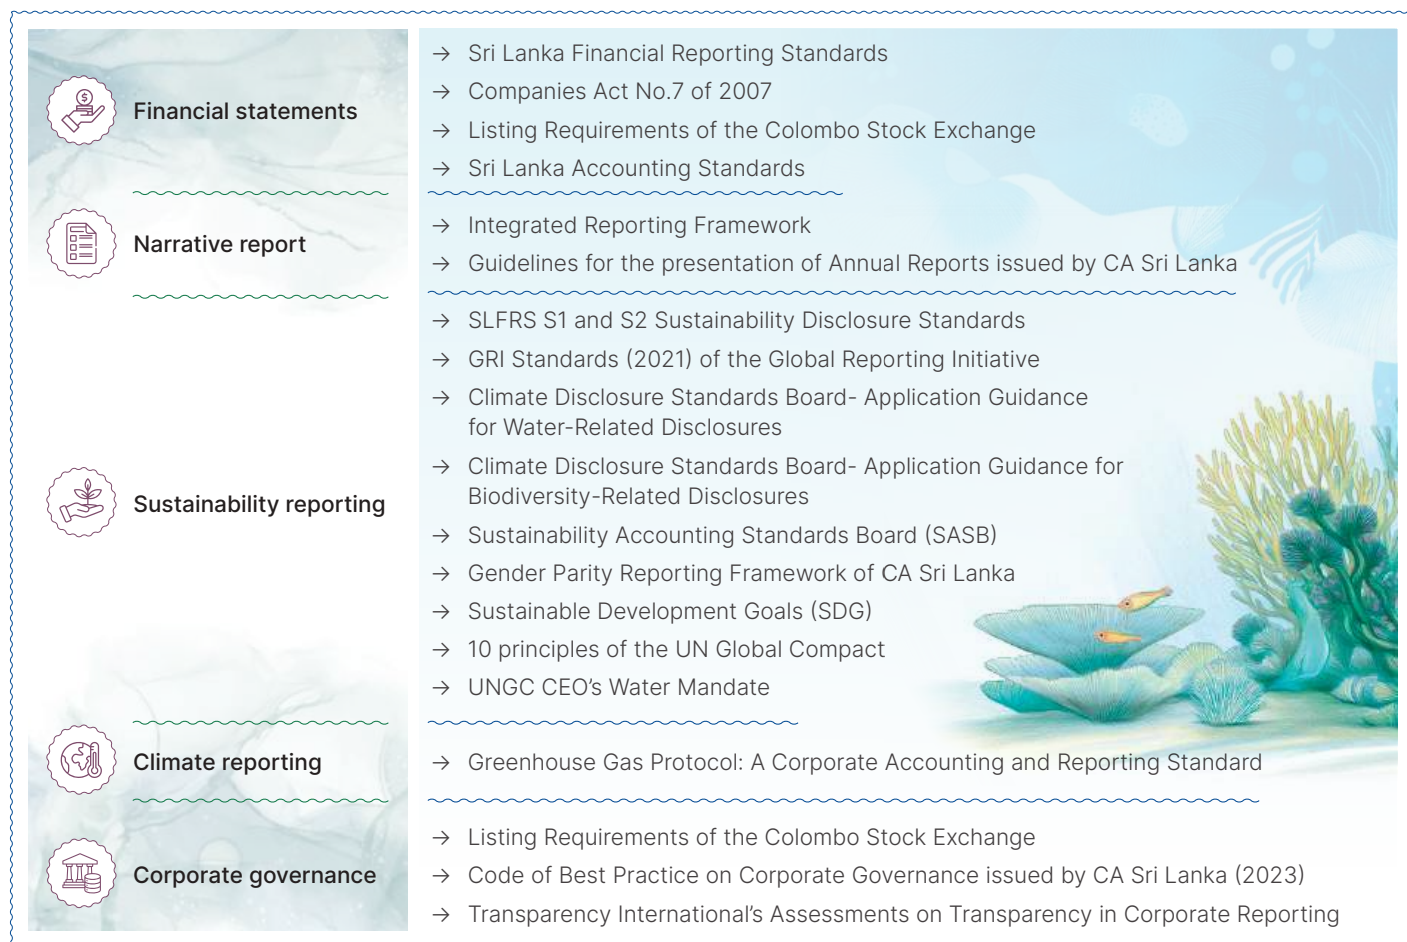 Financial statements
→ Sri Lanka Financial Reporting Standards
→ Companies Act No.7 of 2007
→ Listing Requirements of the Colombo Stock Exchange
→ Sri Lanka Accounting Standards
Narrative report
→ Integrated Reporting Framework
→ Guidelines for the presentation of Annual Reports issued by CA Sri Lanka
Sustainability reporting
→ SLFRS S1 and S2 Sustainability Disclosure Standards
→ GRI Standards (2021) of the Global Reporting Initiative
→ Climate Disclosure Standards Board- Application Guidance
for Water-Related Disclosures
→ Climate Disclosure Standards Board- Application Guidance for
Biodiversity-Related Disclosures
→ Sustainability Accounting Standards Board (SASB)
→ Gender Parity Reporting Framework of CA Sri Lanka
→ Sustainable Development Goals (SDG)
→ 10 principles of the UN Global Compact
→ UNGC CEO’s Water Mandate
Climate reporting
→ Greenhouse Gas Protocol: A Corporate Accounting and Reporting Standard
Corporate governance
→ Listing Requirements of the Colombo Stock Exchange
→ Code of Best Practice on Corporate Governance issued by CA Sri Lanka (2023)
→ Transparency International’s Assessments on Transparency in Corporate Reporting